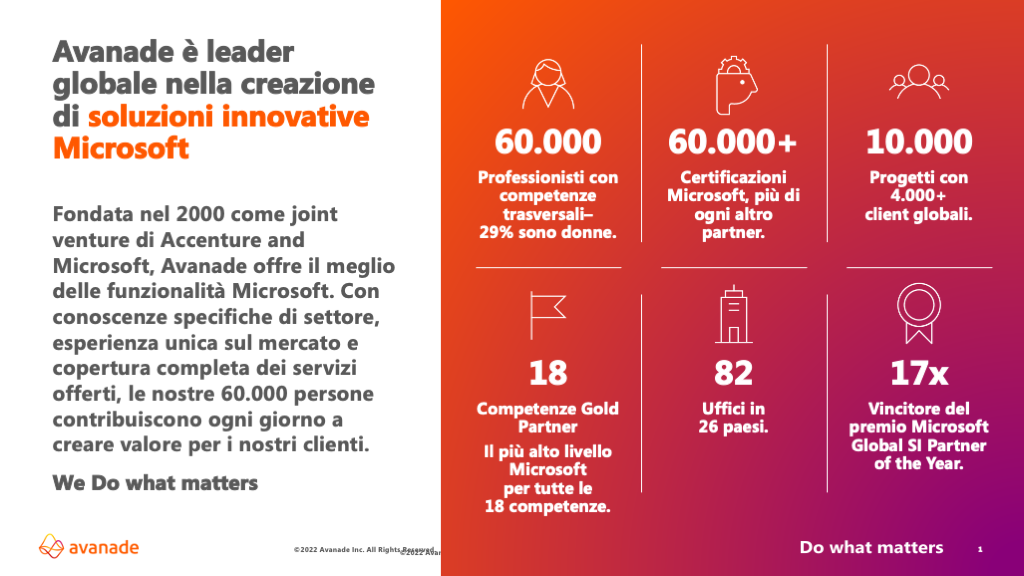 Avanade è leader
globale nella creazione
di soluzioni innovative
Microsoft
Fondata nel 2000 come joint
venture di Accenture and
Microsoft, Avanade offre il meglio
delle funzionalità Microsoft. Con
conoscenze specifiche di settore,
esperienza unica sul mercato e
copertura completa dei servizi
offerti, le nostre 60.000 persone
contribuiscono ogni giorno a
creare valore per i nostri clienti.
We Do what matters
60.000
Professionisti con
competenze
trasversali–
29% sono donne.
60.000+
Certificazioni
Microsoft, più di
ogni altro
partner.
10.000
Progetti con
4.000+
client globali.
18
Competenze Gold
Partner
Il più alto livello
Microsoft
per tutte le
18 competenze.
82
Uffici in
26 paesi.
17x
Vincitore del
premio Microsoft
Global SI Partner
of the Year.
avanade
©2022 Avanade Inc. All Rights Reserved.
©2022 Avan
Do what matters
1